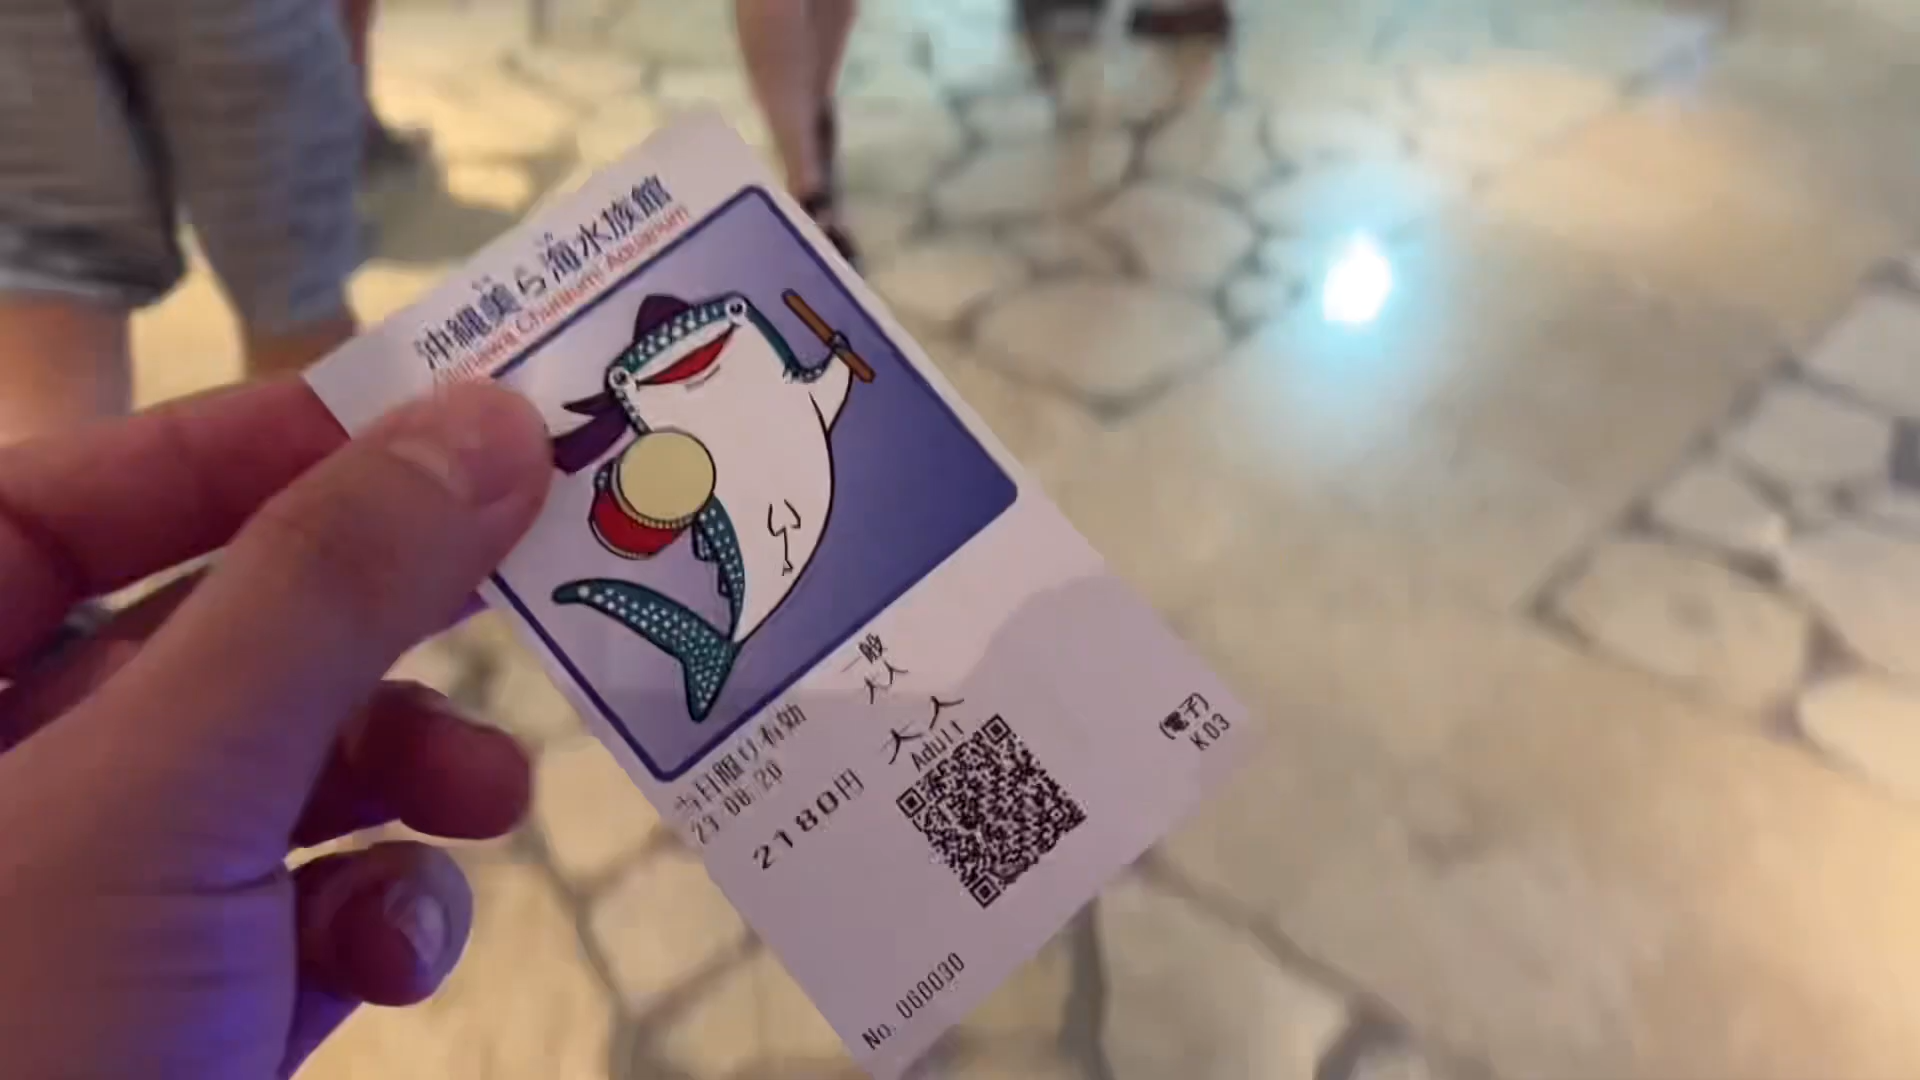 沖縄美ら海水族館
Okinawa Churaumi Aquarium
一般
大人
当日限り有効
23.08.20
2180円
大人
Adult
(電子)
K03
No. 060030